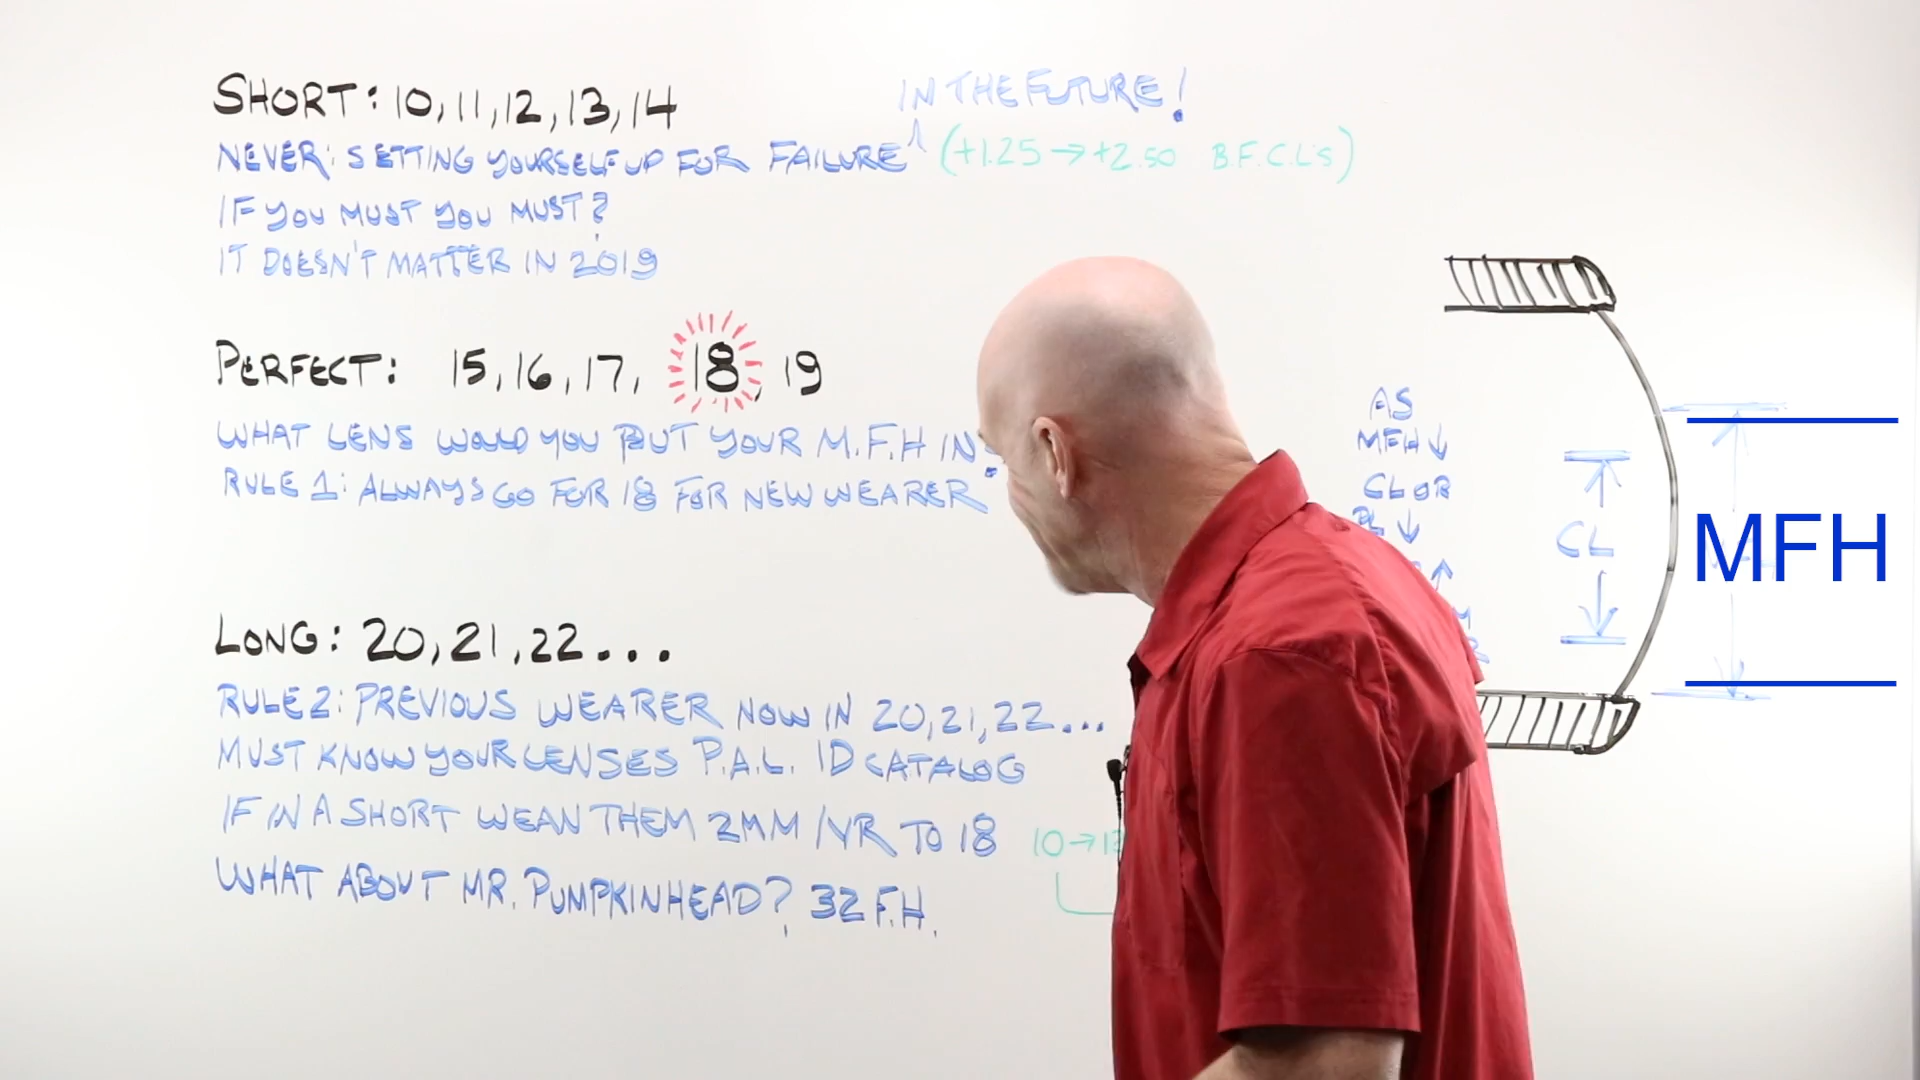 SHORT: 10, 11, 12, 13, 14
IN THE FUTURE!
NEVER: SETTING YOURSELF UP FOR FAILURE (+1.25 → +2.50 B.F.C.L'S)
IF YOU MUST YOU MUST?
IT DOESN'T MATTER IN 2019
PERFECT: 15, 16, 17, 18, 19
WHAT LENS WOULD YOU PUT YOUR M.F.H IN?
RULE 1: ALWAYS GO FOR 18 FOR NEW WEARER
LONG: 20, 21, 22...
RULE 2: PREVIOUS WEARER NOW IN 20, 21, 22...
MUST KNOW YOUR LENSES P.A.L. ID CATALOG
IF IN A SHORT WEAN THEM 2MM/YR TO 18
10→12
WHAT ABOUT MR. PUMPKINHEAD? 32 F.H.
AS
MFH ↓
CL OR
PL ↓
CL
MFH